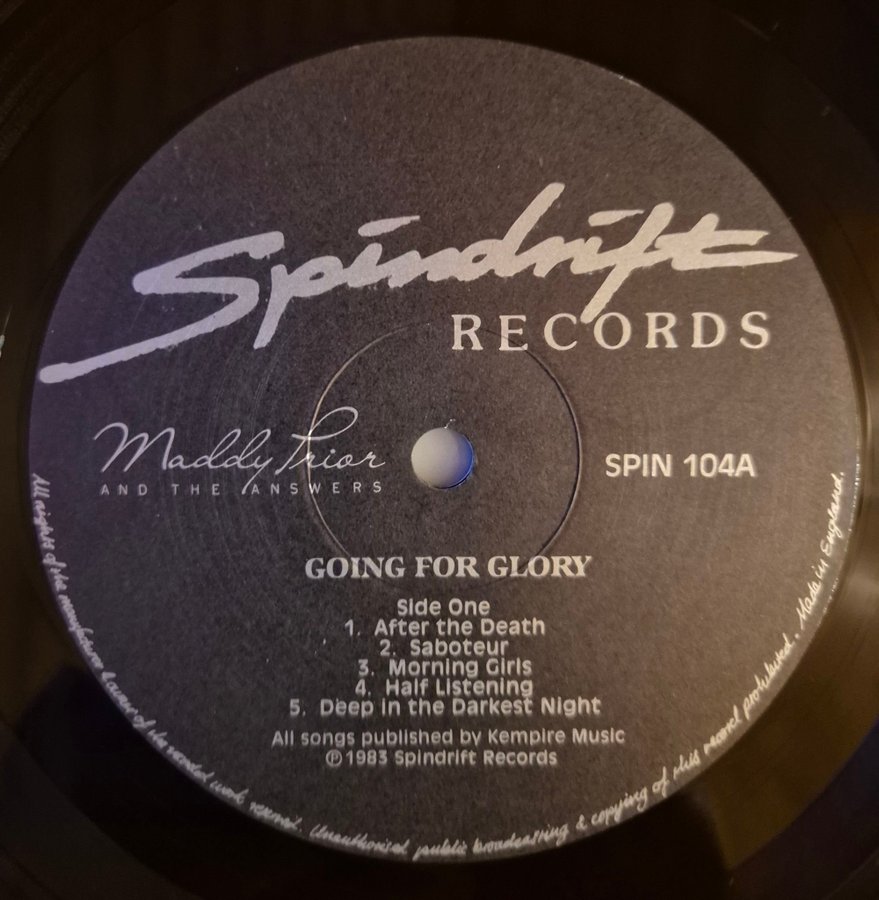 Spindrift
RECORDS
Maddy Prior
AND THE ANSWERS
SPIN 104A
GOING FOR GLORY
Side One
1. After the Death
2. Saboteur
3. Morning Girls
4. Half Listening
5. Deep in the Darkest Night
All songs published by Kempire Music
℗ 1983 Spindrift Records
All rights of the manufacturer & owner of the recorded work reserved. Unauthorised public broadcasting & copying of this record prohibited. Made in England.